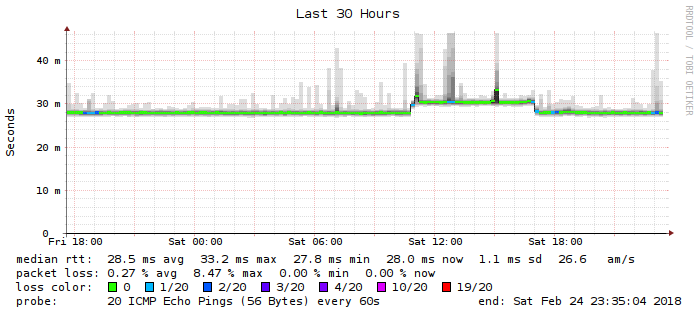 Last 30 Hours
RRDTOOL / TOBI OETIKER
Seconds
40 m
30 m
20 m
10 m
0
Fri 18:00 Sat 00:00 Sat 06:00 Sat 12:00 Sat 18:00
median rtt: 28.5 ms avg 33.2 ms max 27.8 ms min 28.0 ms now 1.1 ms sd 26.6 am/s
packet loss: 0.27 % avg 8.47 % max 0.00 % min 0.00 % now
loss color: 0 1/20 2/20 3/20 4/20 10/20 19/20
probe: 20 ICMP Echo Pings (56 Bytes) every 60s end: Sat Feb 24 23:35:04 2018